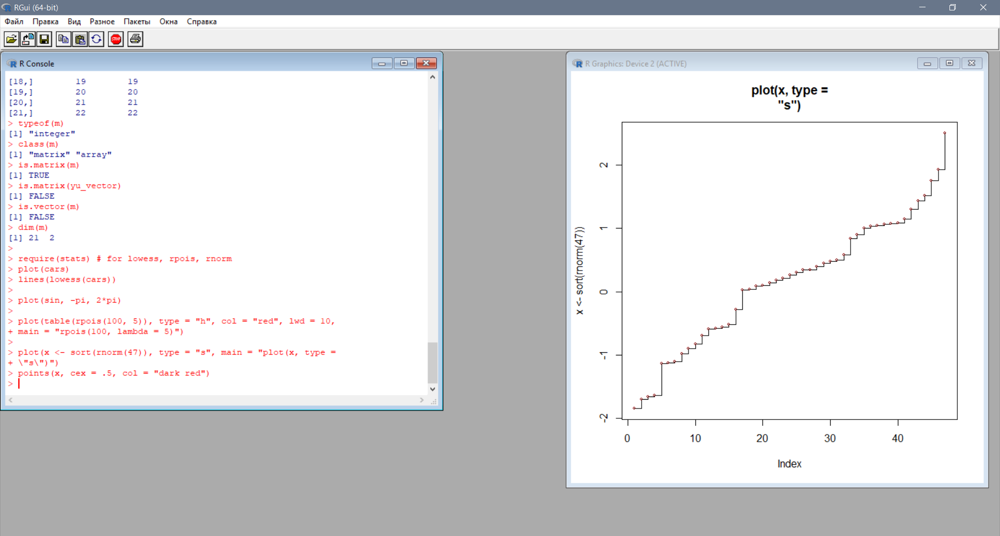 RGui (64-bit)
Файл Правка Вид Разное Пакеты Окна Справка
STOP
R Console
[18,] 19 19
[19,] 20 20
[20,] 21 21
[21,] 22 22
> typeof(m)
[1] "integer"
> class(m)
[1] "matrix" "array"
> is.matrix(m)
[1] TRUE
> is.matrix(yu_vector)
[1] FALSE
> is.vector(m)
[1] FALSE
> dim(m)
[1] 21 2
>
> require(stats) # for lowess, rpois, rnorm
> plot(cars)
> lines(lowess(cars))
>
> plot(sin, -pi, 2*pi)
>
> plot(table(rpois(100, 5)), type = "h", col = "red", lwd = 10,
+ main = "rpois(100, lambda = 5)")
>
> plot(x <- sort(rnorm(47)), type = "s", main = "plot(x, type =
+ \"s\")")
> points(x, cex = .5, col = "dark red")
>
R Graphics: Device 2 (ACTIVE)
plot(x, type =
"s")
x <- sort(rnorm(47))
2
1
0
-1
-2
0 10 20 30 40
Index